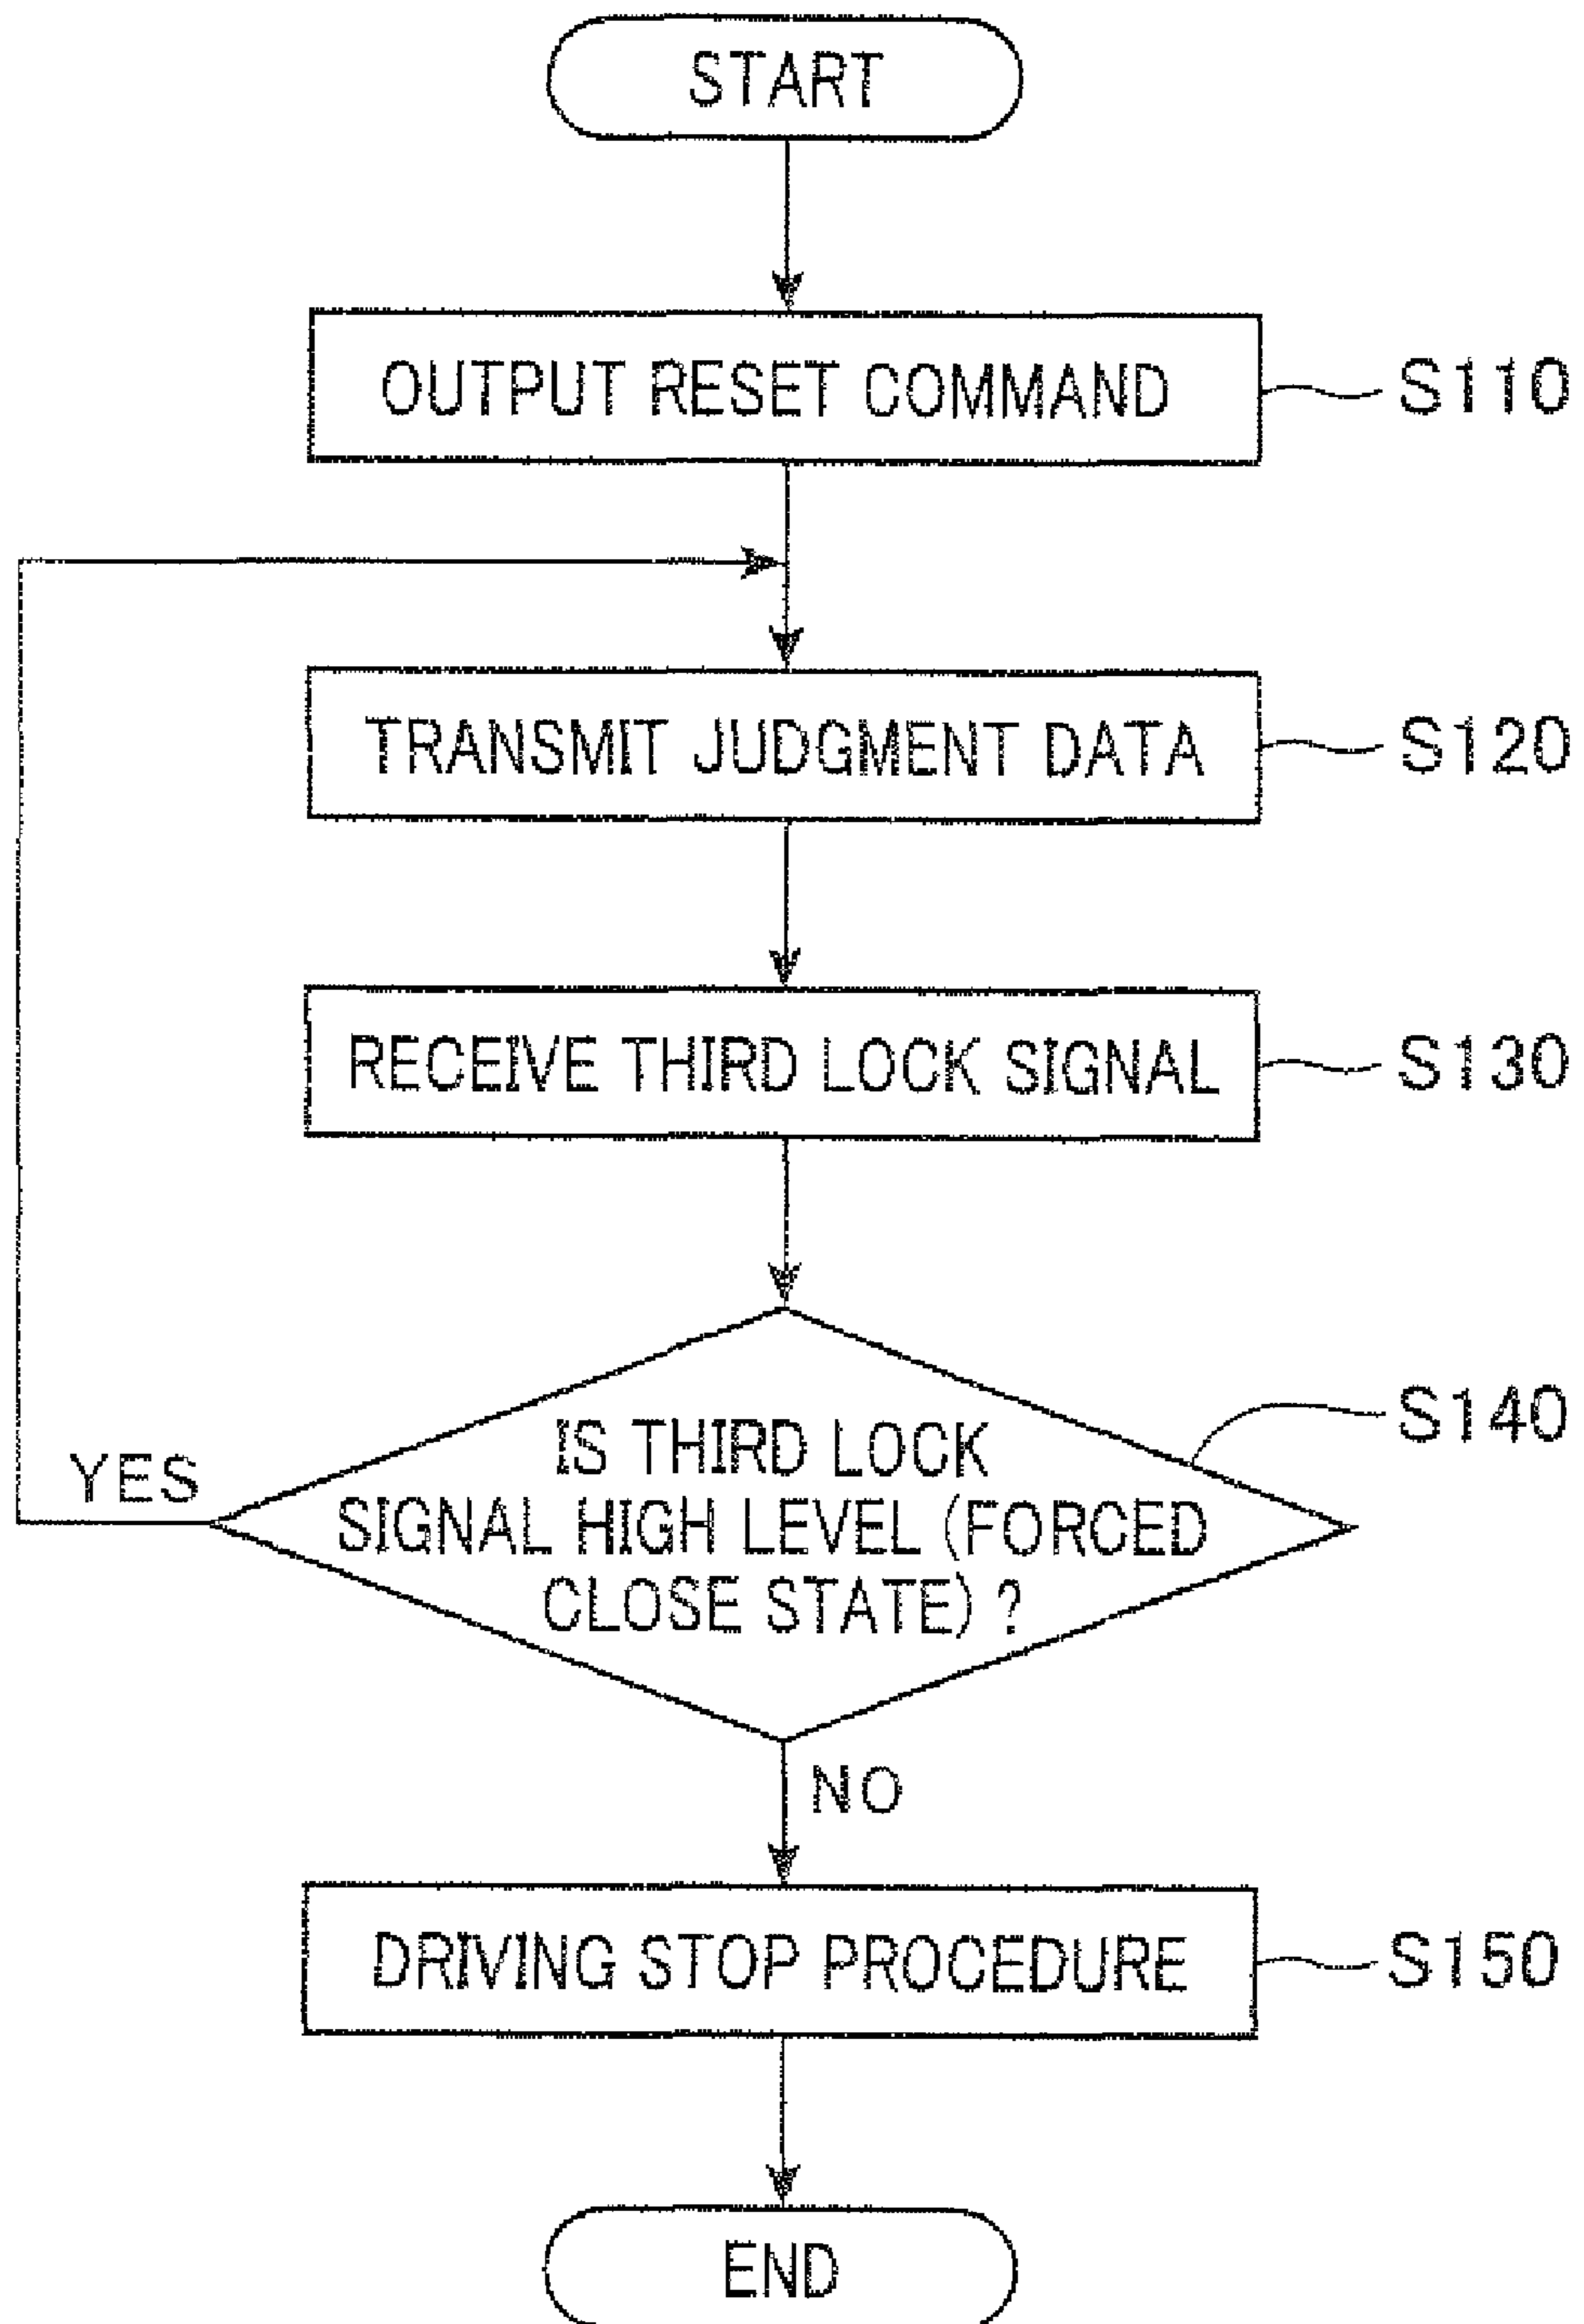 START
OUTPUT RESET COMMAND
S110
TRANSMIT JUDGMENT DATA
S120
RECEIVE THIRD LOCK SIGNAL
S130
IS THIRD LOCK
SIGNAL HIGH LEVEL (FORCED
CLOSE STATE) ?
S140
YES
NO
DRIVING STOP PROCEDURE
S150
END